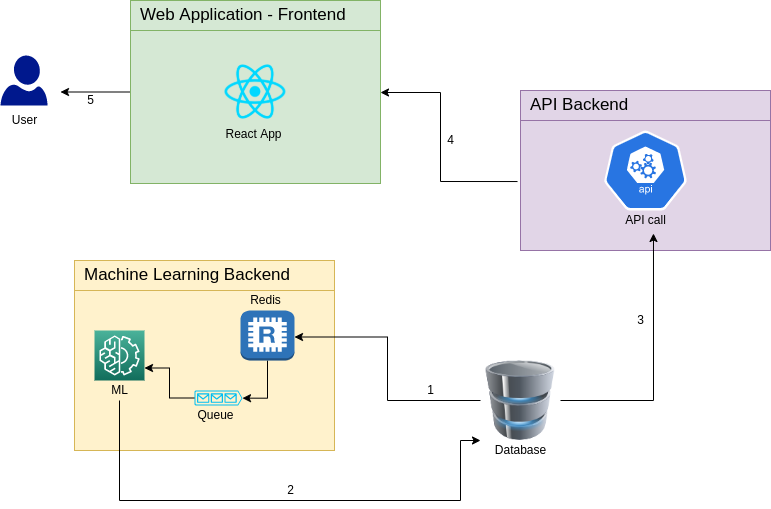 Web Application - Frontend
User
5
React App
4
API Backend
api
API call
3
Machine Learning Backend
Redis
R
ML
Queue
1
Database
2